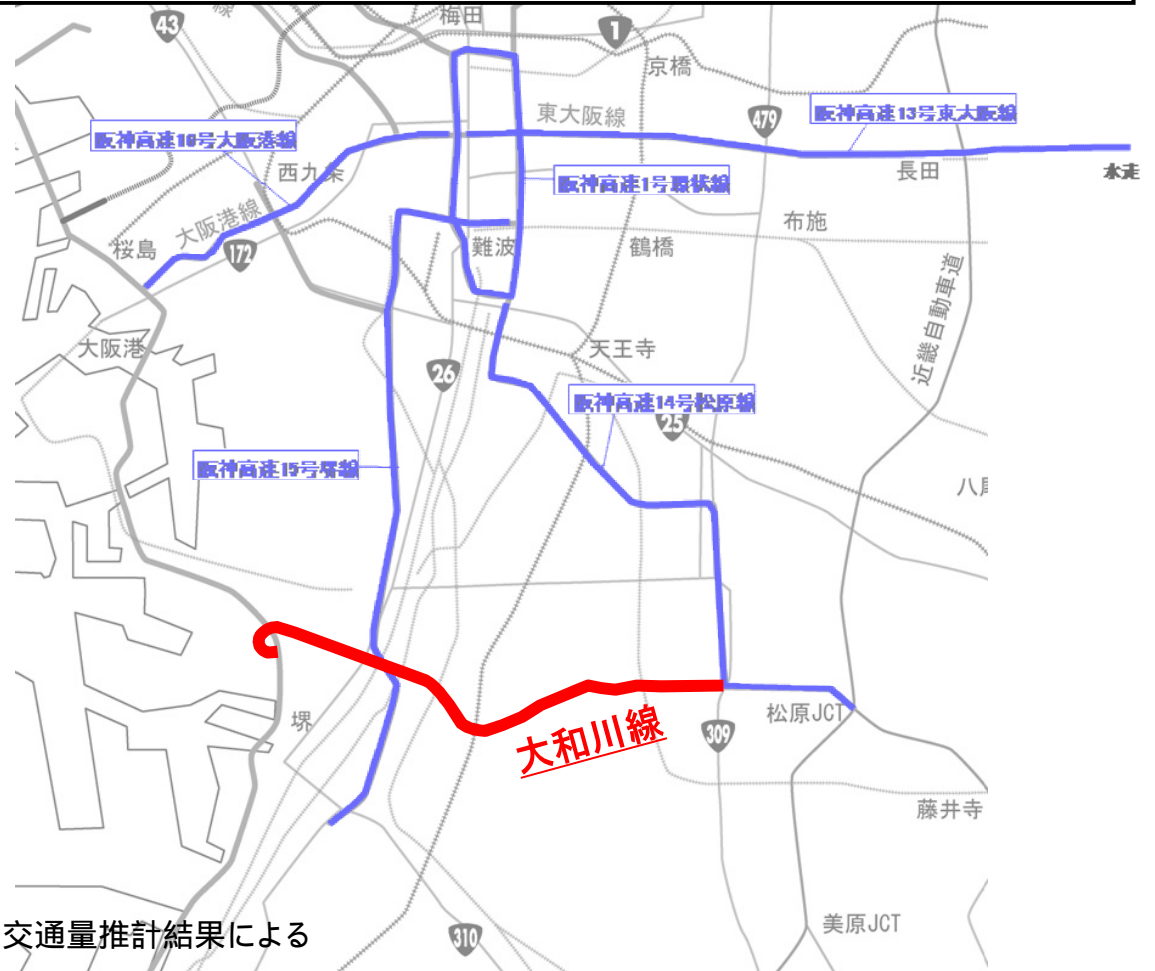 43
梅田
1
京橋
東大阪線
479
阪神高速13号東大阪線
阪神高速16号大阪港線
西九条
阪神高速1号環状線
長田
水走
桜島
大阪港線
172
難波
鶴橋
布施
近畿自動車道
大阪港
26
天王寺
阪神高速14号松原線
25
阪神高速15号堺線
八尾
堺
大和川線
309
松原JCT
藤井寺
美原JCT
310
交通量推計結果による